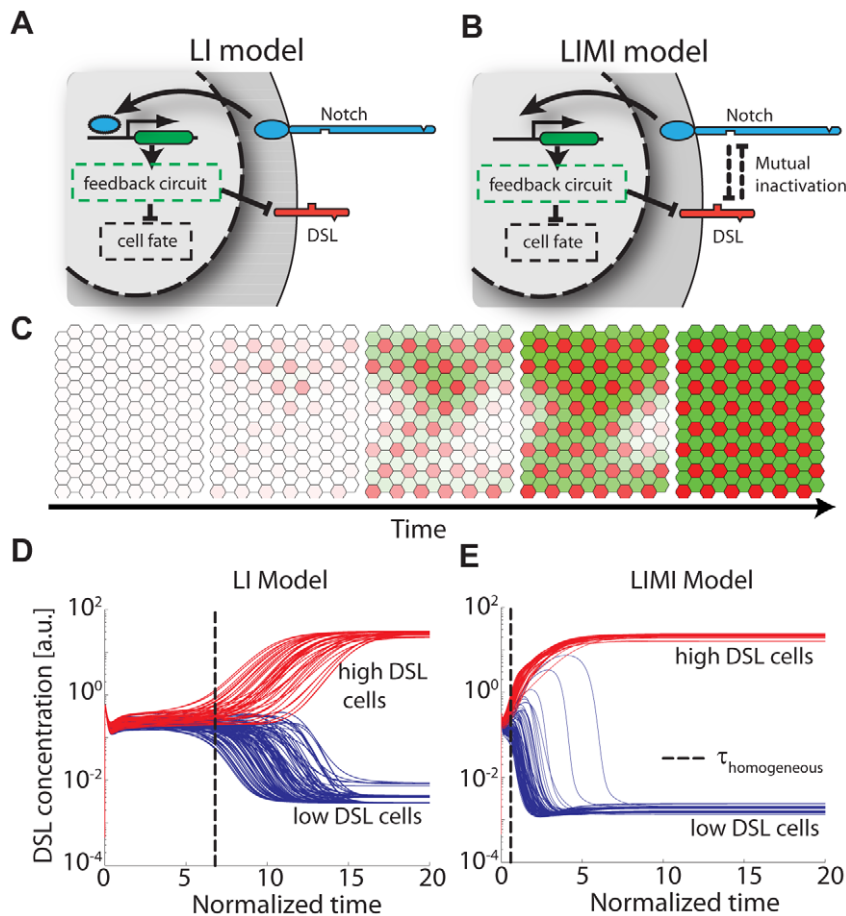 A
LI model
Notch
feedback circuit
cell fate
DSL
B
LIMI model
Notch
Mutual
inactivation
feedback circuit
cell fate
DSL
C
Time
D
LI Model
DSL concentration [a.u.]
10^2
10^0
10^-2
10^-4
high DSL
cells
low DSL cells
0
5
10
15
20
Normalized time
E
LIMI Model
10^2
10^0
10^-2
10^-4
high DSL cells
τ_homogeneous
low DSL cells
0
5
10
15
20
Normalized time